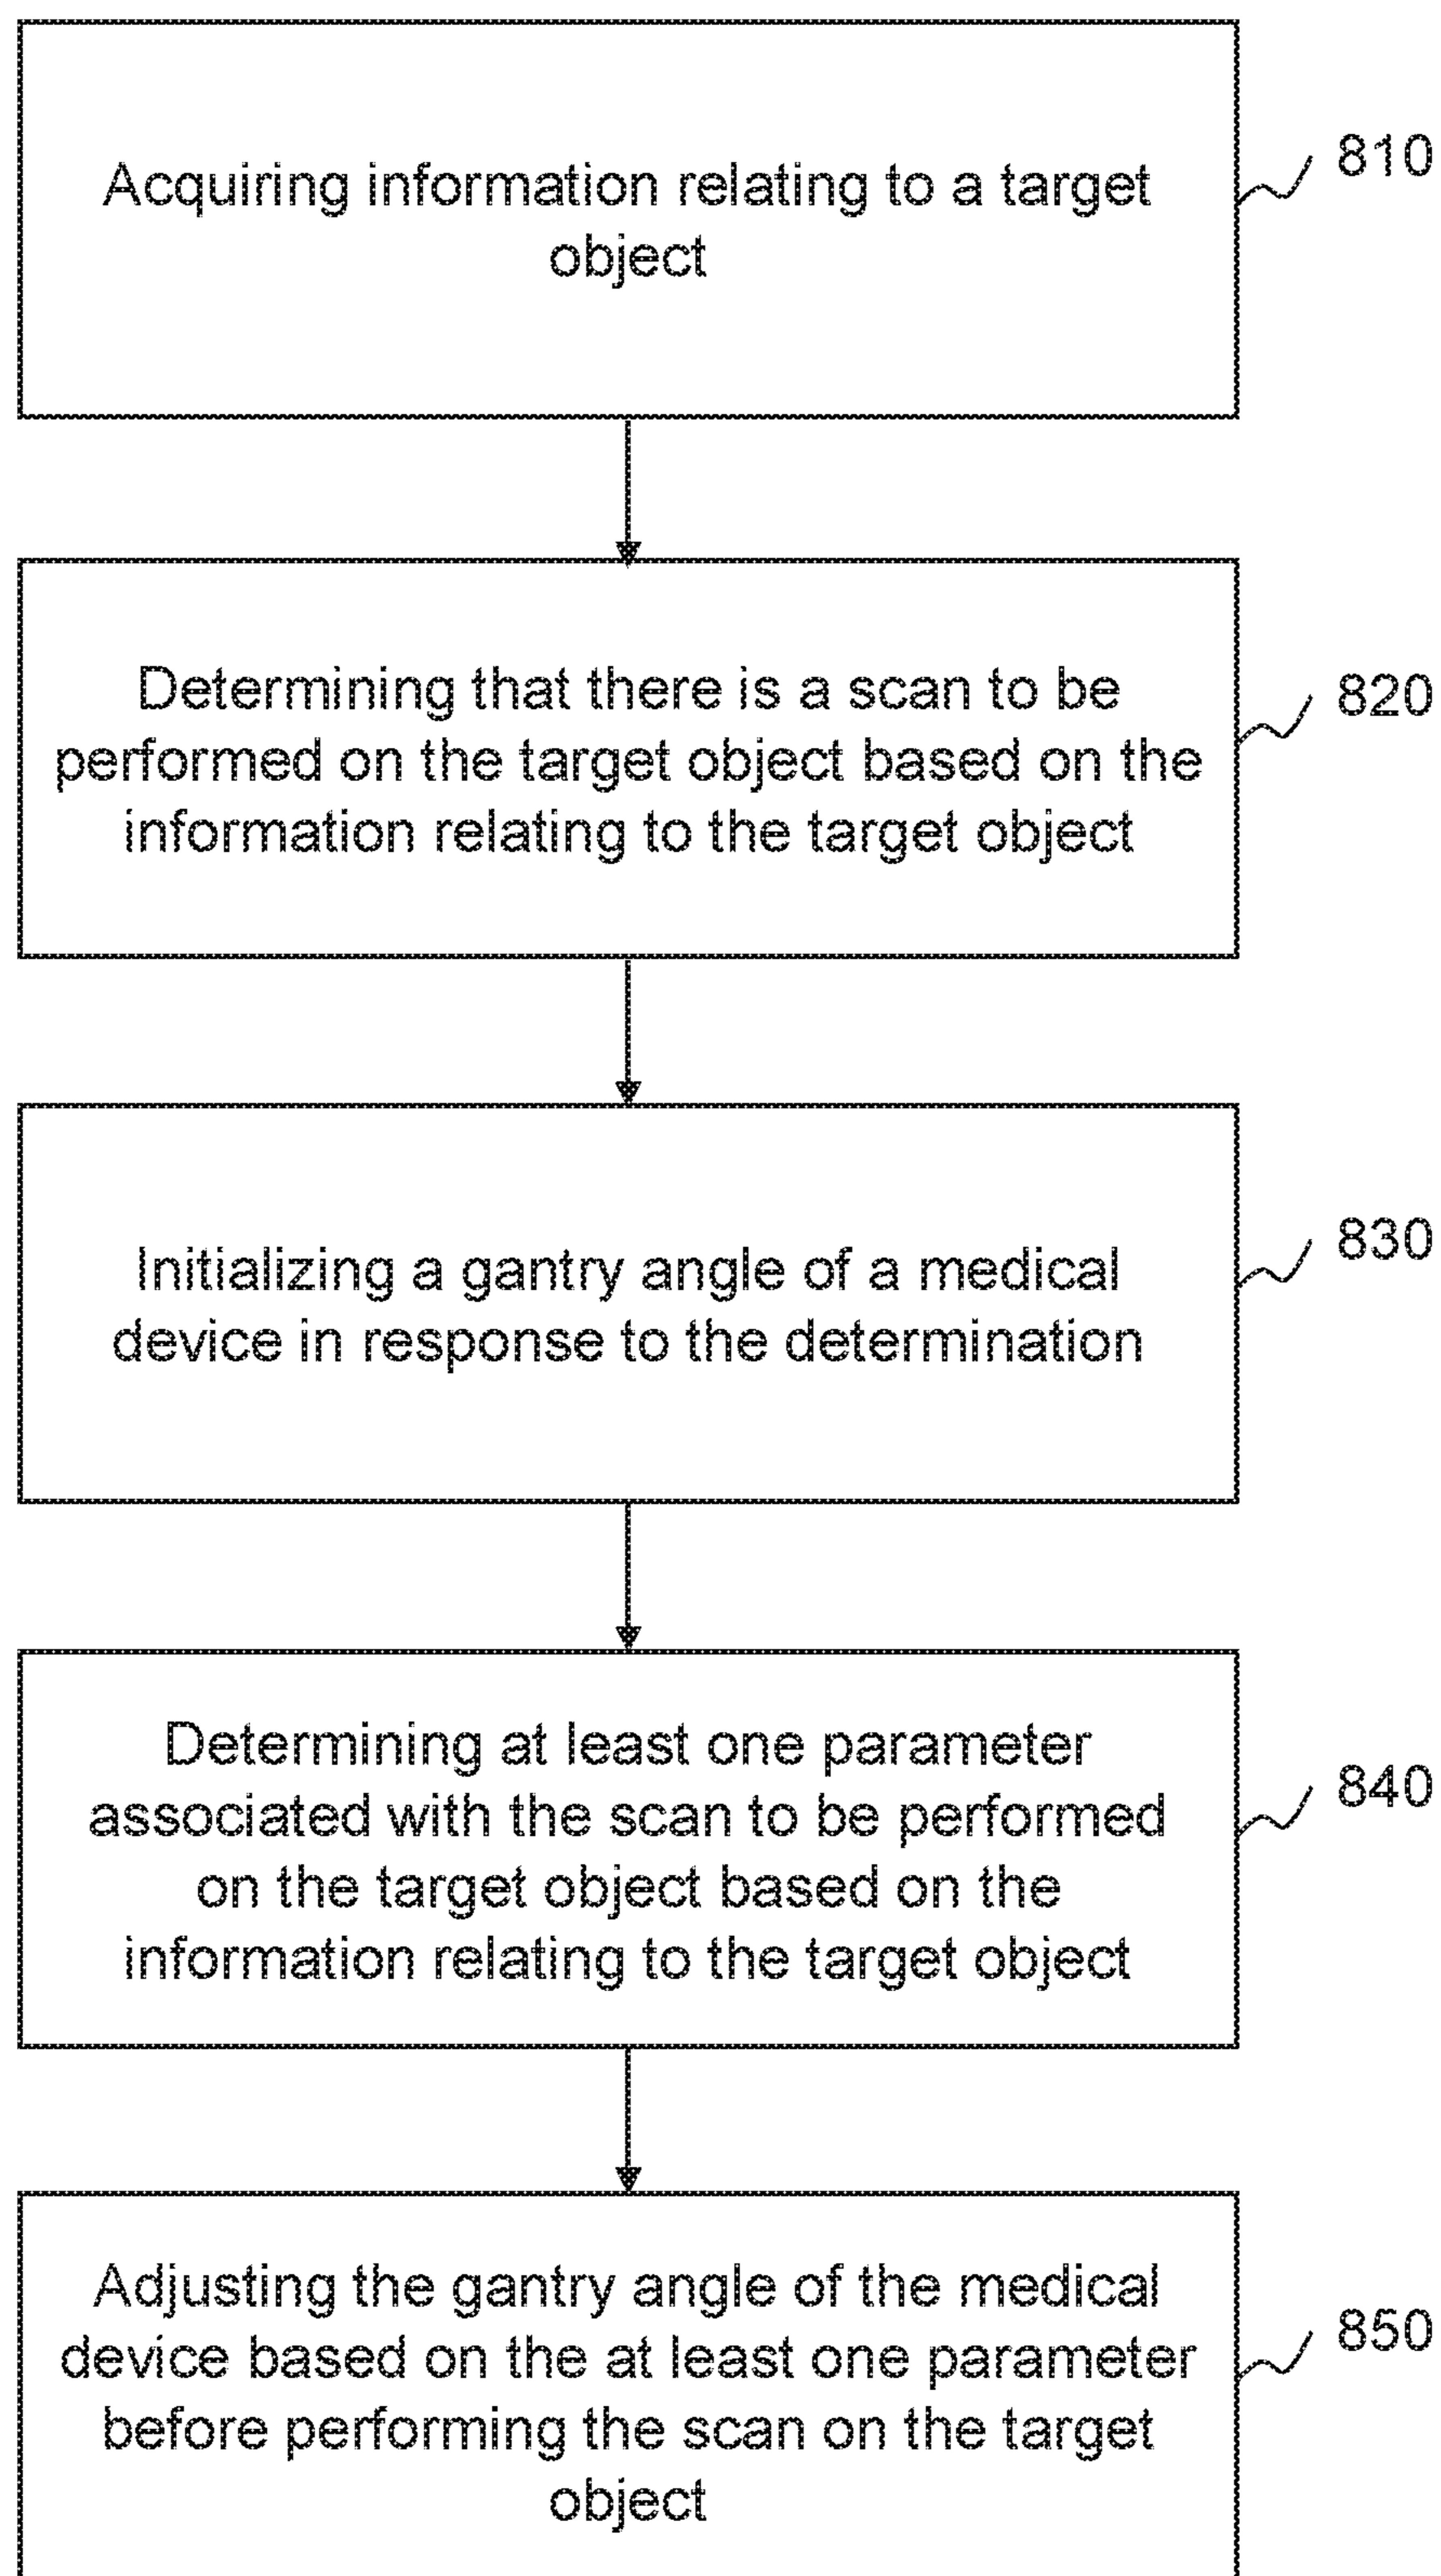 Acquiring information relating to a target
object
810
Determining that there is a scan to be
performed on the target object based on the
information relating to the target object
820
Initializing a gantry angle of a medical
device in response to the determination
830
Determining at least one parameter
associated with the scan to be performed
on the target object based on the
information relating to the target object
840
Adjusting the gantry angle of the medical
device based on the at least one parameter
before performing the scan on the target
object
850